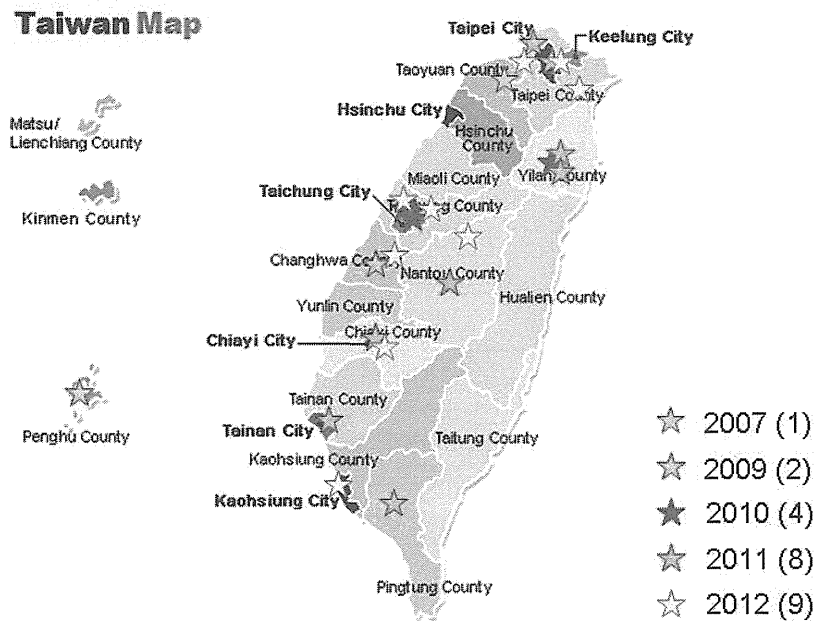 Taiwan Map
Taipei City
Keelung City
Taoyuan County
Taipei County
Matsu/
Lienchiang County
Hsinchu City
Hsinchu
County
Miaoli County
Yilan County
Kinmen County
Taichung City
County
Changhwa
Nantou County
Hualien County
Yunlin County
Chiayi City
Chiayi County
Tainan County
Penghu County
Tainan City
Taitung County
Kaohsiung County
Kaohsiung City
Pingtung County
2007 (1)
2009 (2)
2010 (4)
2011 (8)
2012 (9)